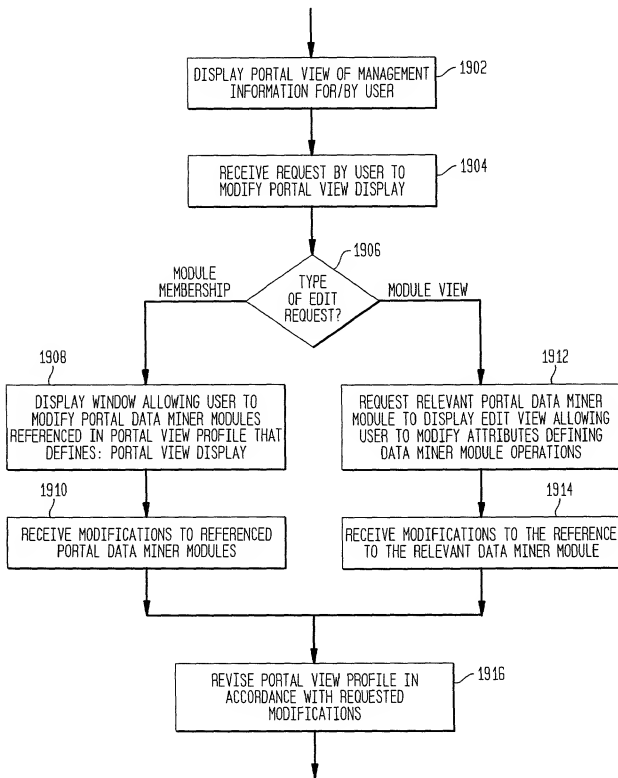 1902
DISPLAY PORTAL VIEW OF MANAGEMENT
INFORMATION FOR/BY USER
1904
RECEIVE REQUEST BY USER TO
MODIFY PORTAL VIEW DISPLAY
1906
TYPE
OF EDIT
REQUEST?
MODULE
MEMBERSHIP
MODULE VIEW
1908
DISPLAY WINDOW ALLOWING USER TO
MODIFY PORTAL DATA MINER MODULES
REFERENCED IN PORTAL VIEW PROFILE THAT
DEFINES: PORTAL VIEW DISPLAY
1912
REQUEST RELEVANT PORTAL DATA MINER
MODULE TO DISPLAY EDIT VIEW ALLOWING
USER TO MODIFY ATTRIBUTES DEFINING
DATA MINER MODULE OPERATIONS
1910
RECEIVE MODIFICATIONS TO REFERENCED
PORTAL DATA MINER MODULES
1914
RECEIVE MODIFICATIONS TO THE REFERENCE
TO THE RELEVANT DATA MINER MODULE
1916
REVISE PORTAL VIEW PROFILE IN
ACCORDANCE WITH REQUESTED
MODIFICATIONS